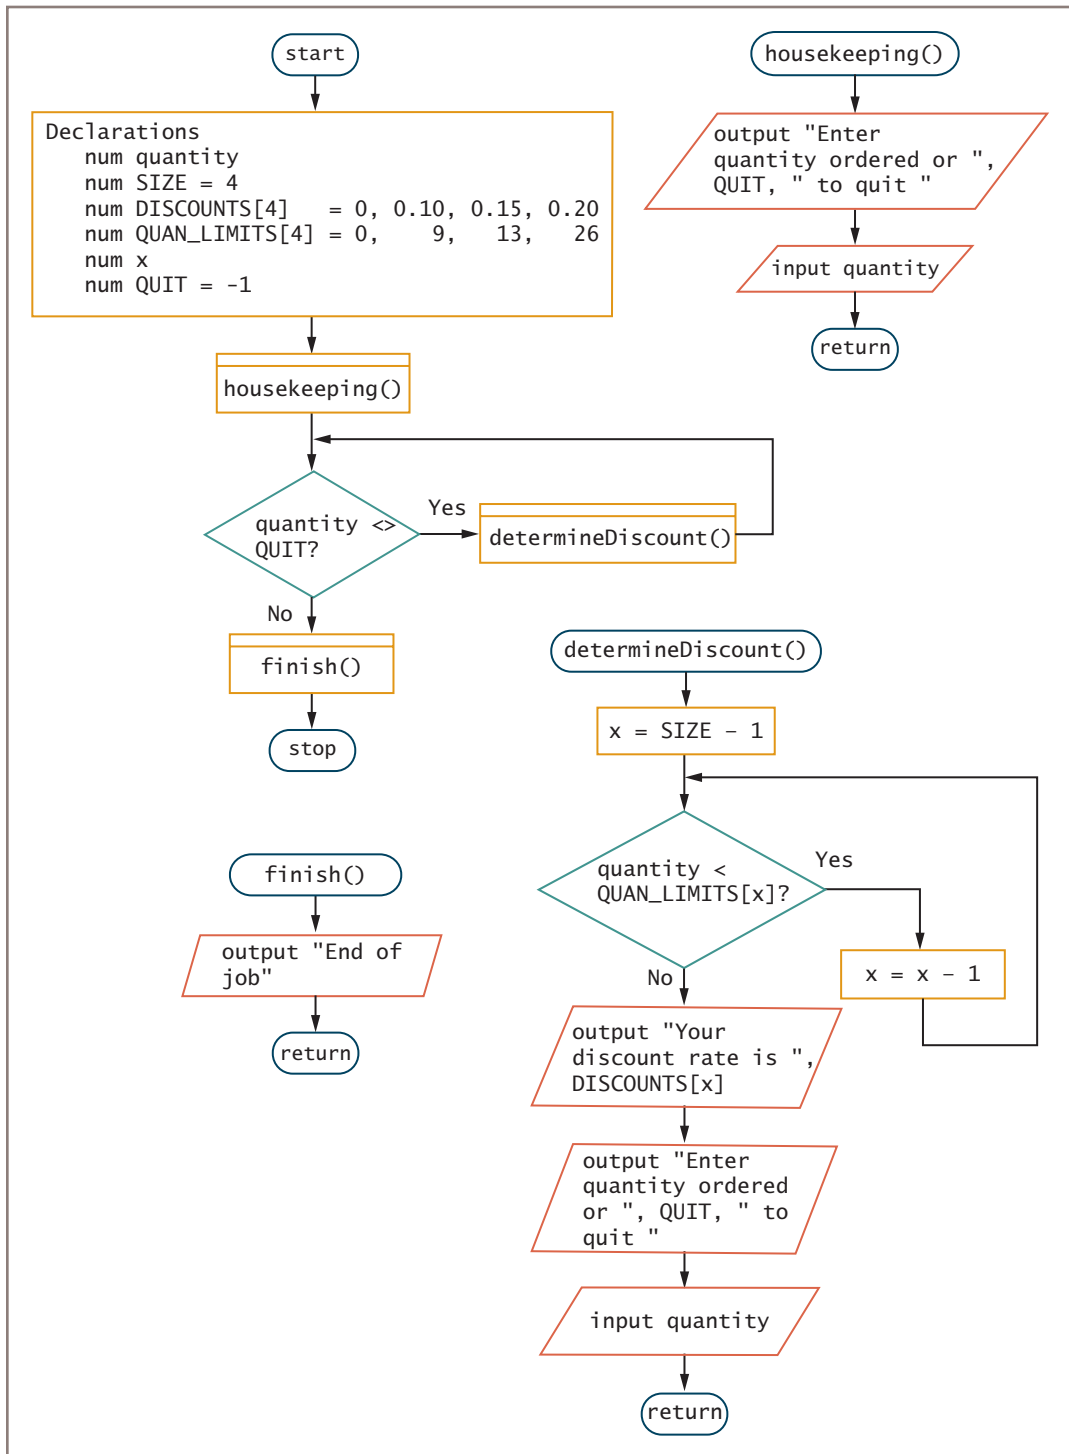 start
Declarations
num quantity
num SIZE = 4
num DISCOUNTS[4] = 0, 0.10, 0.15, 0.20
num QUAN_LIMITS[4] = 0, 9, 13, 26
num x
num QUIT = -1
housekeeping()
quantity <>
QUIT?
Yes
determineDiscount()
No
finish()
stop
housekeeping()
output "Enter
quantity ordered or ",
QUIT, " to quit "
input quantity
return
finish()
output "End of
job"
return
determineDiscount()
x = SIZE – 1
quantity <
QUAN_LIMITS[x]?
Yes
x = x – 1
No
output "Your
discount rate is ",
DISCOUNTS[x]
output "Enter
quantity ordered
or ", QUIT, " to
quit "
input quantity
return